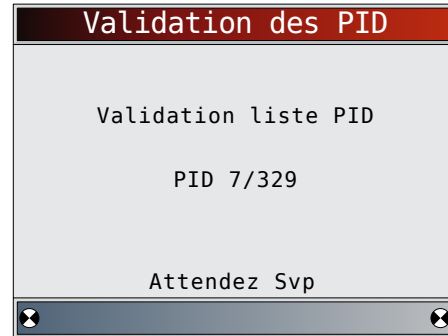 Validation des PID
Validation liste PID
PID 7/329
Attendez Svp